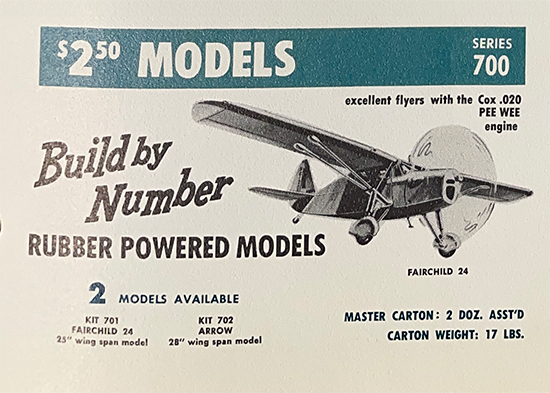 $2.50 MODELS
SERIES
700
excellent flyers with the Cox .020
PEE WEE
engine
Build by
Number
RUBBER POWERED MODELS
FAIRCHILD 24
2 MODELS AVAILABLE
KIT 701
FAIRCHILD 24
25" wing span model
KIT 702
ARROW
28" wing span model
MASTER CARTON: 2 DOZ. ASS'TD
CARTON WEIGHT: 17 LBS.